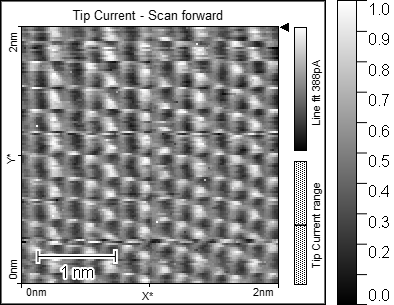 Tip Current - Scan forward
2nm
Y*
0nm
0nm
X*
2nm
1 nm
Line fit 388pA
Tip Current range
1.0
0.9
0.8
0.7
0.6
0.5
0.4
0.3
0.2
0.1
0.0